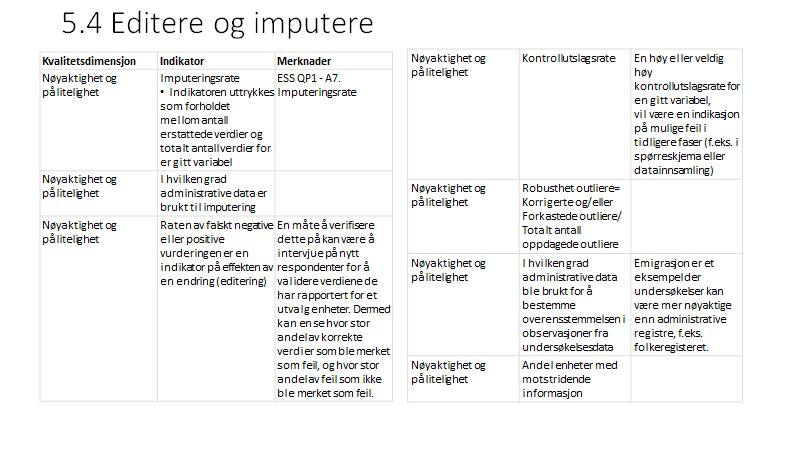 5.4 Editere og imputere
Kvalitetsdimensjon Indikator Merknader
Nøyaktighet og
pålitelighet
Imputeringsrate
• Indikatoren uttrykkes
som forholdet
mellom antall
erstattede verdier og
totalt antall verdier for
er gitt variabel
ESS QP1 - A7.
Imputeringsrate
Nøyaktighet og
pålitelighet
I hvilken grad
administrative data er
brukt til imputering
Nøyaktighet og
pålitelighet
Raten av falskt negative
eller positive
vurderingen er en
indikator på effekten av
en endring (editering)
En måte å verifisere
dette på kan være å
intervjue på nytt
respondenter for å
validere verdiene de
har rapportert for et
utvalg enheter. Dermed
kan en se hvor stor
andel av korrekte
verdier som ble merket
som feil, og hvor stor
andel av feil som ikke
ble merket som feil.
Nøyaktighet og
pålitelighet
Kontrollutslagsrate
En høy eller veldig
høy
kontrollutslagsrate for
en gitt variabel,
vil være en indikasjon
på mulige feil i
tidligere faser (f.eks. i
spørreskjema eller
datainnsamling)
Nøyaktighet og
pålitelighet
Robusthet outliere=
Korrigerte og/eller
Forkastede outliere/
Totalt antall
oppdagede outliere
Nøyaktighet og
pålitelighet
I hvilken grad
administrative data
ble brukt for å
bestemme
overensstemmelsen i
observasjoner fra
undersøkelsesdata
Emigrasjon er et
eksempel der
undersøkelser kan
være mer nøyaktige
enn administrative
registre, f.eks.
folkeregisteret.
Nøyaktighet og
pålitelighet
Andel enheter med
motstridende
informasjon